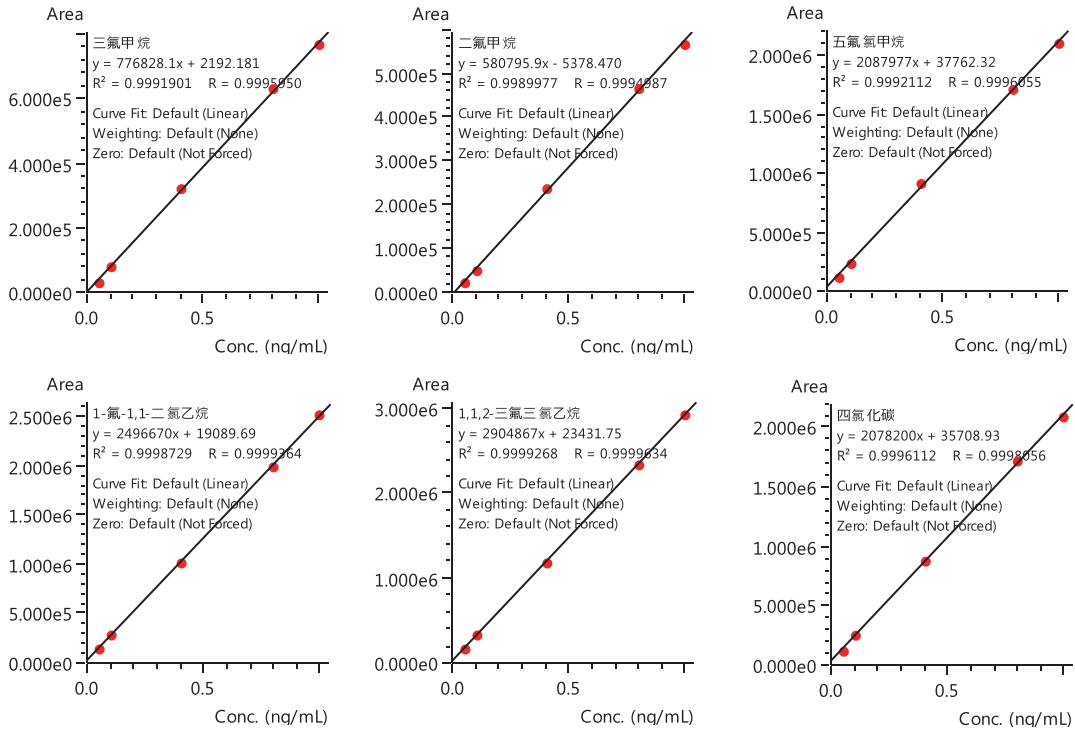 Area
三氟甲烷
y = 776828.1x + 2192.181
R² = 0.9991901 R = 0.9995950
Curve Fit: Default (Linear)
Weighting: Default (None)
Zero: Default (Not Forced)
6.000e5
4.000e5
2.000e5
0.000e0
0.0 0.5
Conc. (ng/mL)
Area
二氟甲烷
y = 580795.9x - 5378.470
R² = 0.9989977 R = 0.9994987
Curve Fit: Default (Linear)
Weighting: Default (None)
Zero: Default (Not Forced)
5.000e5
4.000e5
3.000e5
2.000e5
1.000e5
0.000e0
0.0 0.5
Conc. (ng/mL)
Area
五氟氯甲烷
y = 2087977x + 37762.32
R² = 0.9992112 R = 0.9996055
Curve Fit: Default (Linear)
Weighting: Default (None)
Zero: Default (Not Forced)
2.000e6
1.500e6
1.000e6
5.000e5
0.000e0
0.0 0.5
Conc. (ng/mL)
Area
1-氟-1,1-二氯乙烷
y = 2496670x + 19089.69
R² = 0.9998729 R = 0.9999364
Curve Fit: Default (Linear)
Weighting: Default (None)
Zero: Default (Not Forced)
2.500e6
2.000e6
1.500e6
1.000e6
5.000e5
0.000e0
0.0 0.5
Conc. (ng/mL)
Area
1,1,2-三氟三氯乙烷
y = 2904867x + 23431.75
R² = 0.9999268 R = 0.9999634
Curve Fit: Default (Linear)
Weighting: Default (None)
Zero: Default (Not Forced)
3.000e6
2.000e6
1.000e6
0.000e0
0.0 0.5
Conc. (ng/mL)
Area
四氯化碳
y = 2078200x + 35708.93
R² = 0.9996112 R = 0.9998056
Curve Fit: Default (Linear)
Weighting: Default (None)
Zero: Default (Not Forced)
2.000e6
1.500e6
1.000e6
5.000e5
0.000e0
0.0 0.5
Conc. (ng/mL)